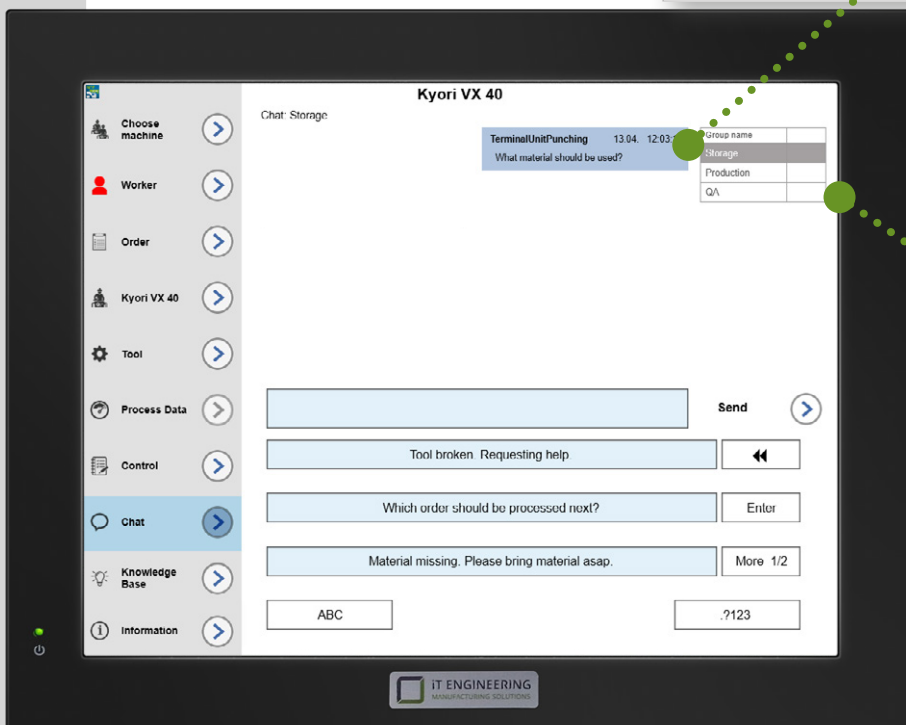 Kyori VX 40
Choose
machine
Worker
Order
Kyori VX 40
Tool
Process Data
Control
Chat
Knowledge
Base
Information
Chat: Storage
TerminalUnitPunching 13.04. 12:03:
What material should be used?
Group name
Storage
Production
QA
Send
Tool broken. Requesting help
Which order should be processed next?
Enter
Material missing. Please bring material asap.
More 1/2
ABC
.?123
iT ENGINEERING
MANUFACTURING SOLUTIONS